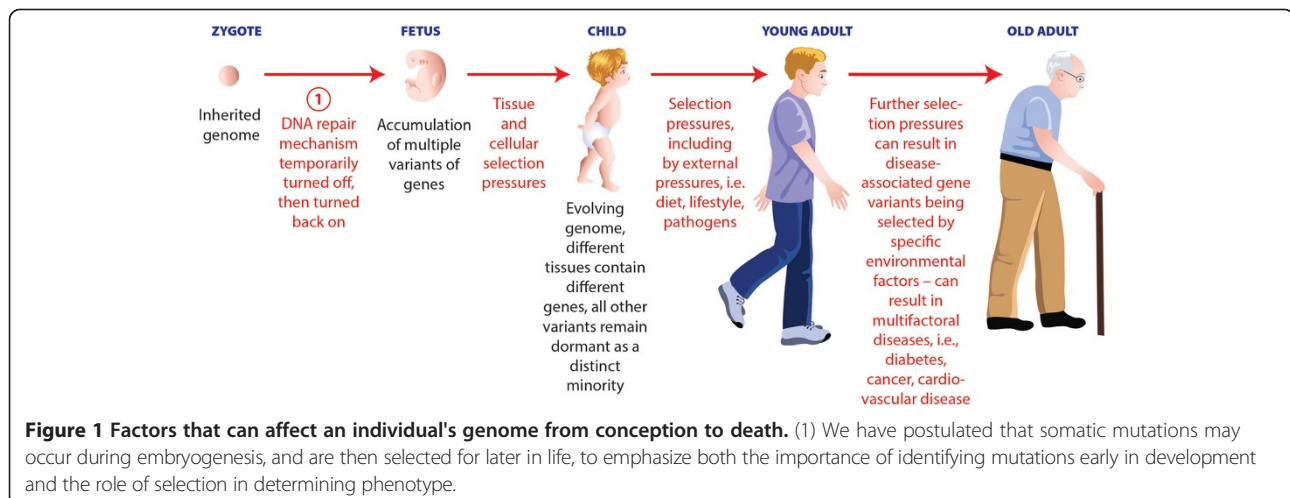 ZYGOTE
Inherited
genome
1
DNA repair
mechanism
temporarily
turned off,
then turned
back on
FETUS
Accumulation
of multiple
variants of
genes
Tissue
and
cellular
selection
pressures
CHILD
Evolving
genome,
different
tissues contain
different
genes, all other
variants remain
dormant as a
distinct
minority
Selection
pressures,
including
by external
pressures, i.e.
diet, lifestyle,
pathogens
YOUNG ADULT
Further selec-
tion pressures
can result in
disease-
associated gene
variants being
selected by
specific
environmental
factors – can
result in
multifactoral
diseases, i.e.,
diabetes,
cancer, cardio-
vascular disease
OLD ADULT
Figure 1 Factors that can affect an individual's genome from conception to death. (1) We have postulated that somatic mutations may
occur during embryogenesis, and are then selected for later in life, to emphasize both the importance of identifying mutations early in development
and the role of selection in determining phenotype.